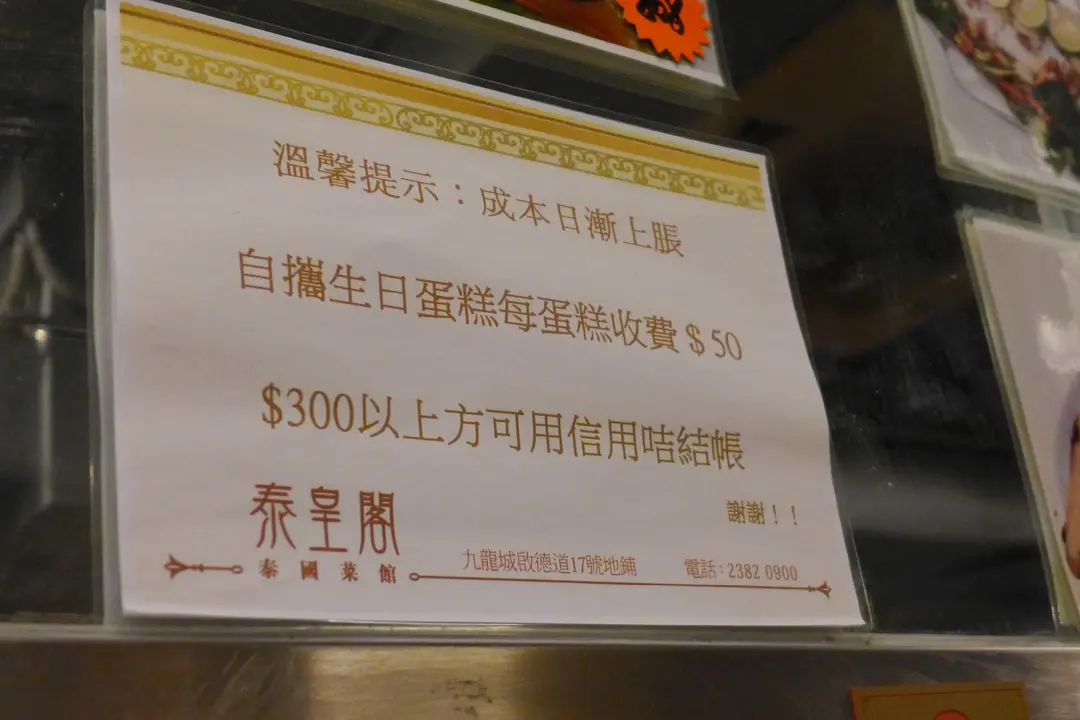 溫馨提示：成本日漸上賬
自攜生日蛋糕每蛋糕收費＄50
$300以上方可用信用咭結帳
謝謝！！
泰皇閣
泰國菜館
九龍城啟德道17號地鋪 電話：2382 0900